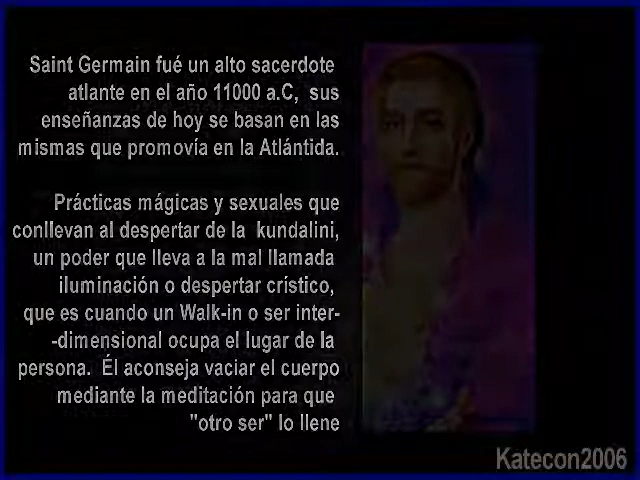 Saint Germain fué un alto sacerdote
atlante en el año 11000 a.C, sus
enseñanzas de hoy se basan en las
mismas que promovía en la Atlántida.
Prácticas mágicas y sexuales que
conllevan al despertar de la kundalini,
un poder que lleva a la mal llamada
iluminación o despertar crístico,
que es cuando un Walk-in o ser inter-
-dimensional ocupa el lugar de la
persona. Él aconseja vaciar el cuerpo
mediante la meditación para que
"otro ser" lo llene
Katecon2006